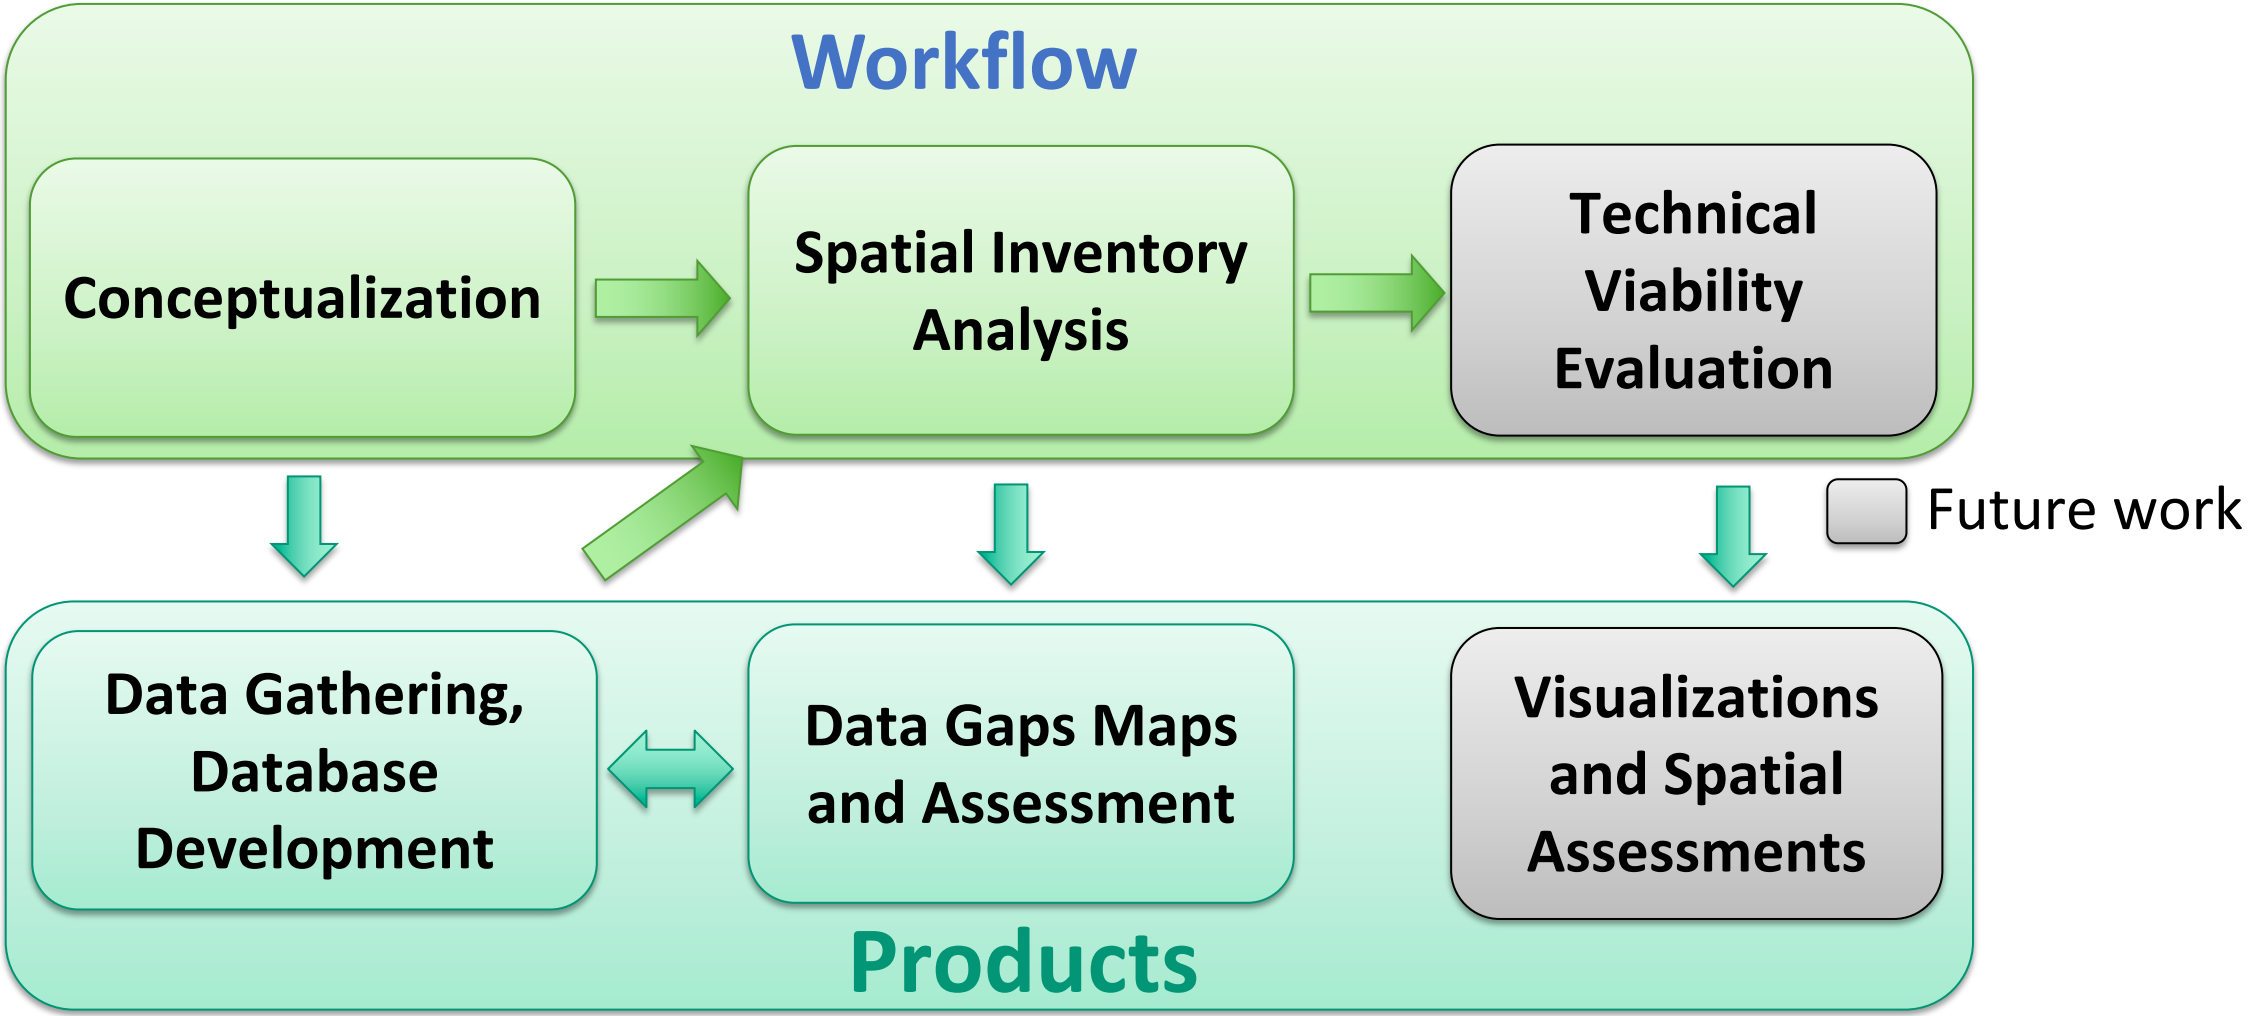 Workflow
Conceptualization
Spatial Inventory
Analysis
Technical
Viability
Evaluation
Future work
Data Gathering,
Database
Development
Data Gaps Maps
and Assessment
Visualizations
and Spatial
Assessments
Products